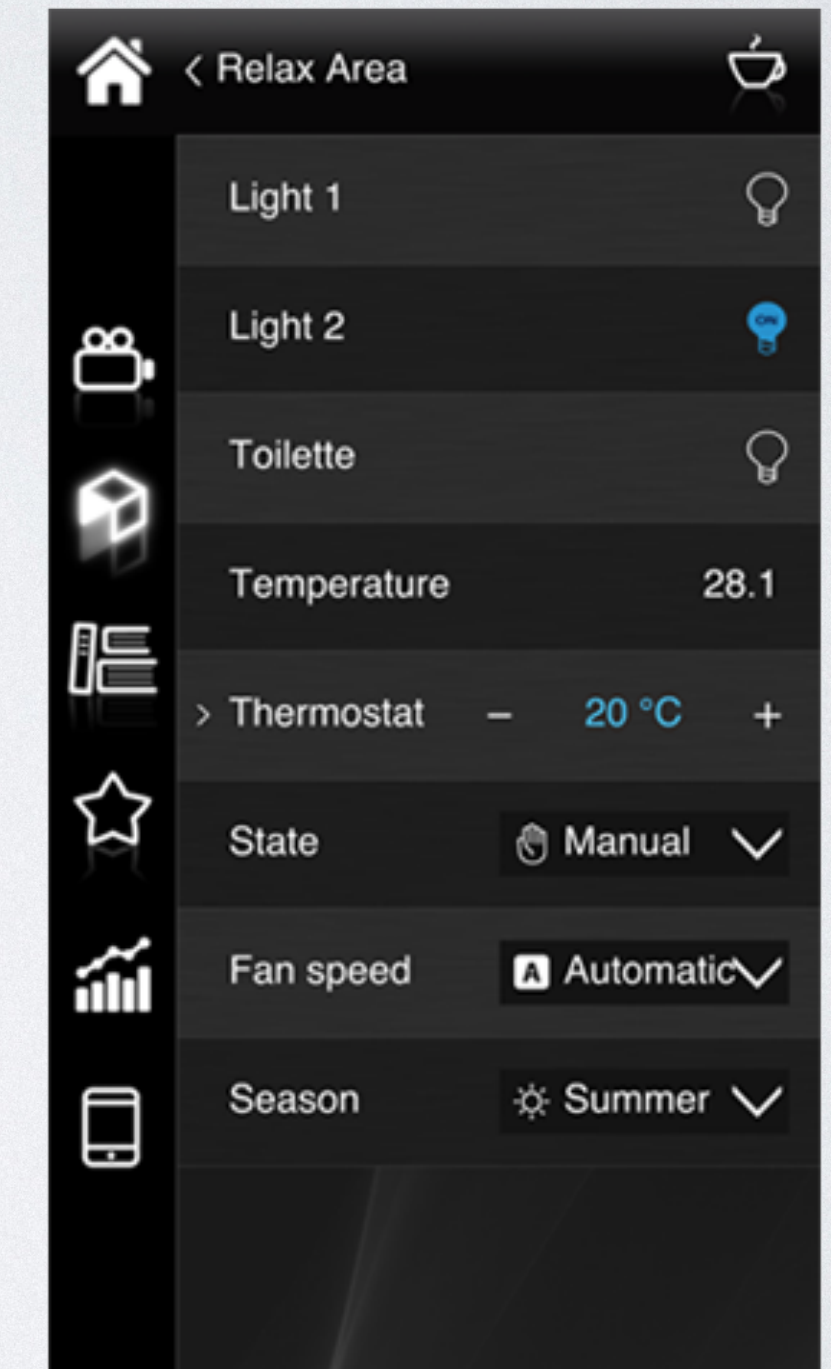 < Relax Area
Light 1
Light 2 ON
Toilette
Temperature 28.1
> Thermostat − 20 °C +
State Manual
Fan speed A Automatic
Season Summer